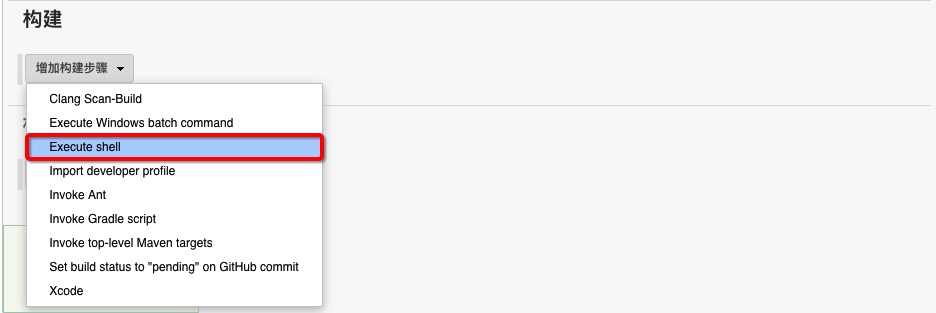 构建
增加构建步骤
Clang Scan-Build
Execute Windows batch command
Execute shell
Import developer profile
Invoke Ant
Invoke Gradle script
Invoke top-level Maven targets
Set build status to "pending" on GitHub commit
Xcode